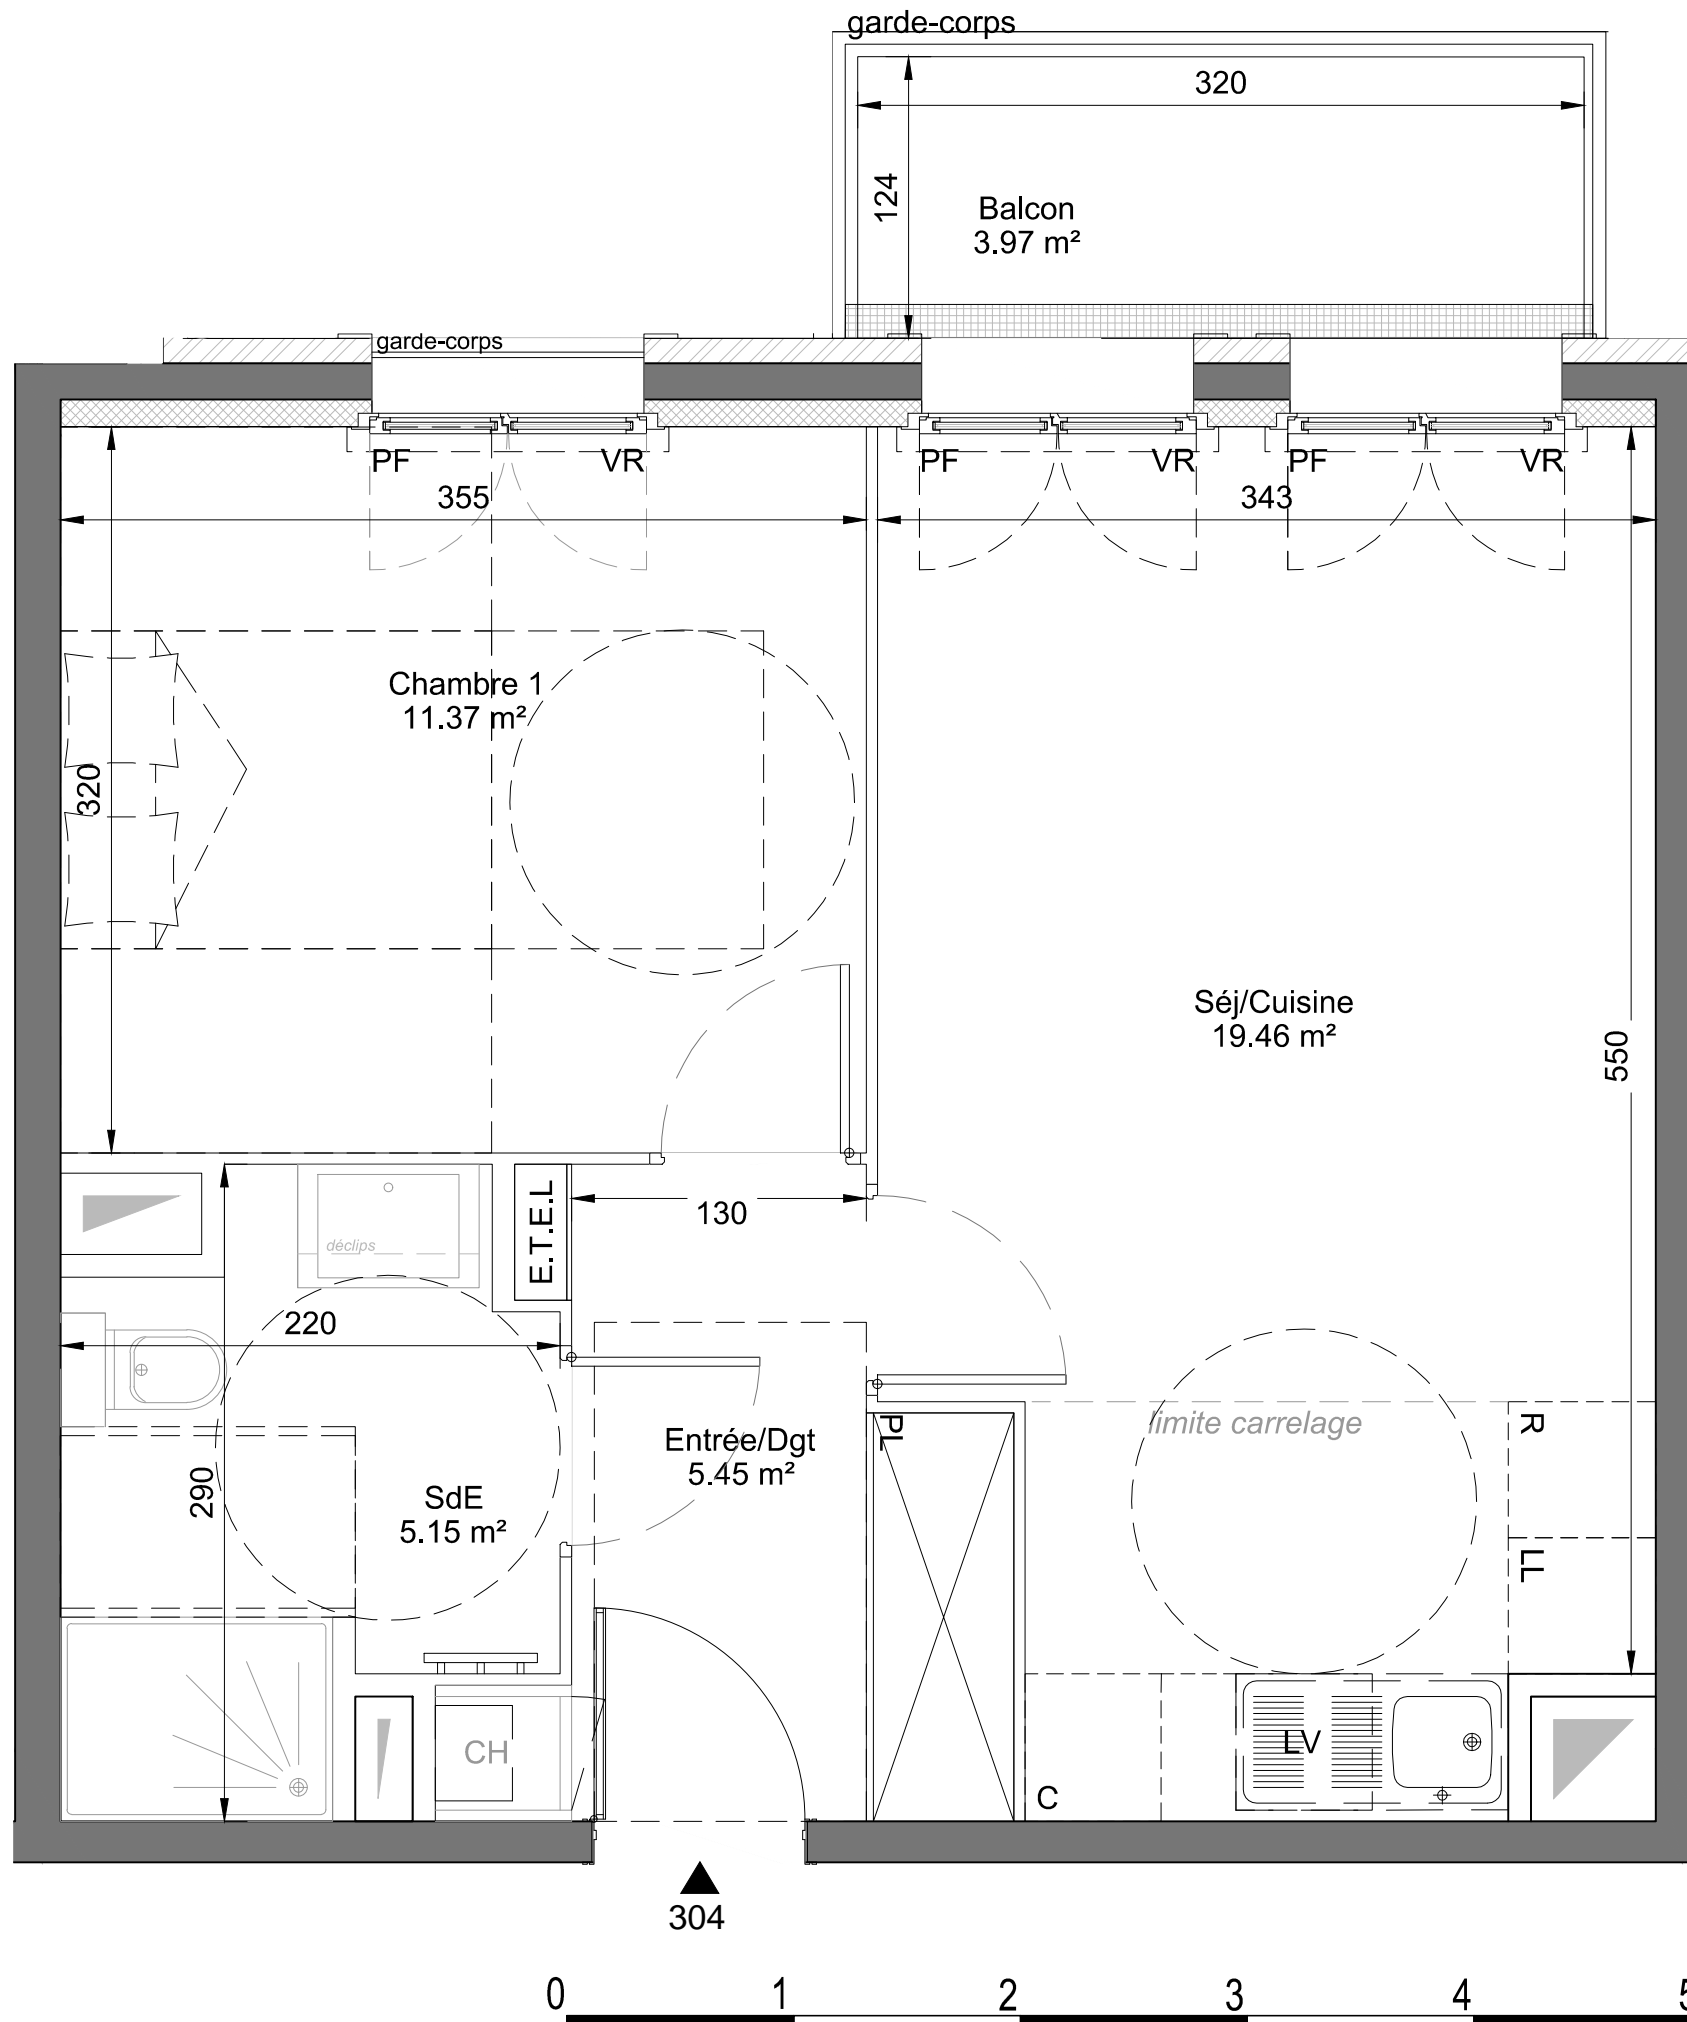 garde-corps
320
124
Balcon
3.97 m²
garde-corps
PF
VR
PF
VR
PF
VR
355
343
Chambre 1
11.37 m²
320
Séj/Cuisine
19.46 m²
550
E.T.E.L
130
déclips
220
limite carrelage
R
PL
Entrée/Dgt
5.45 m²
290
SdE
5.15 m²
LL
CH
LV
C
304
0 1 2 3 4 5